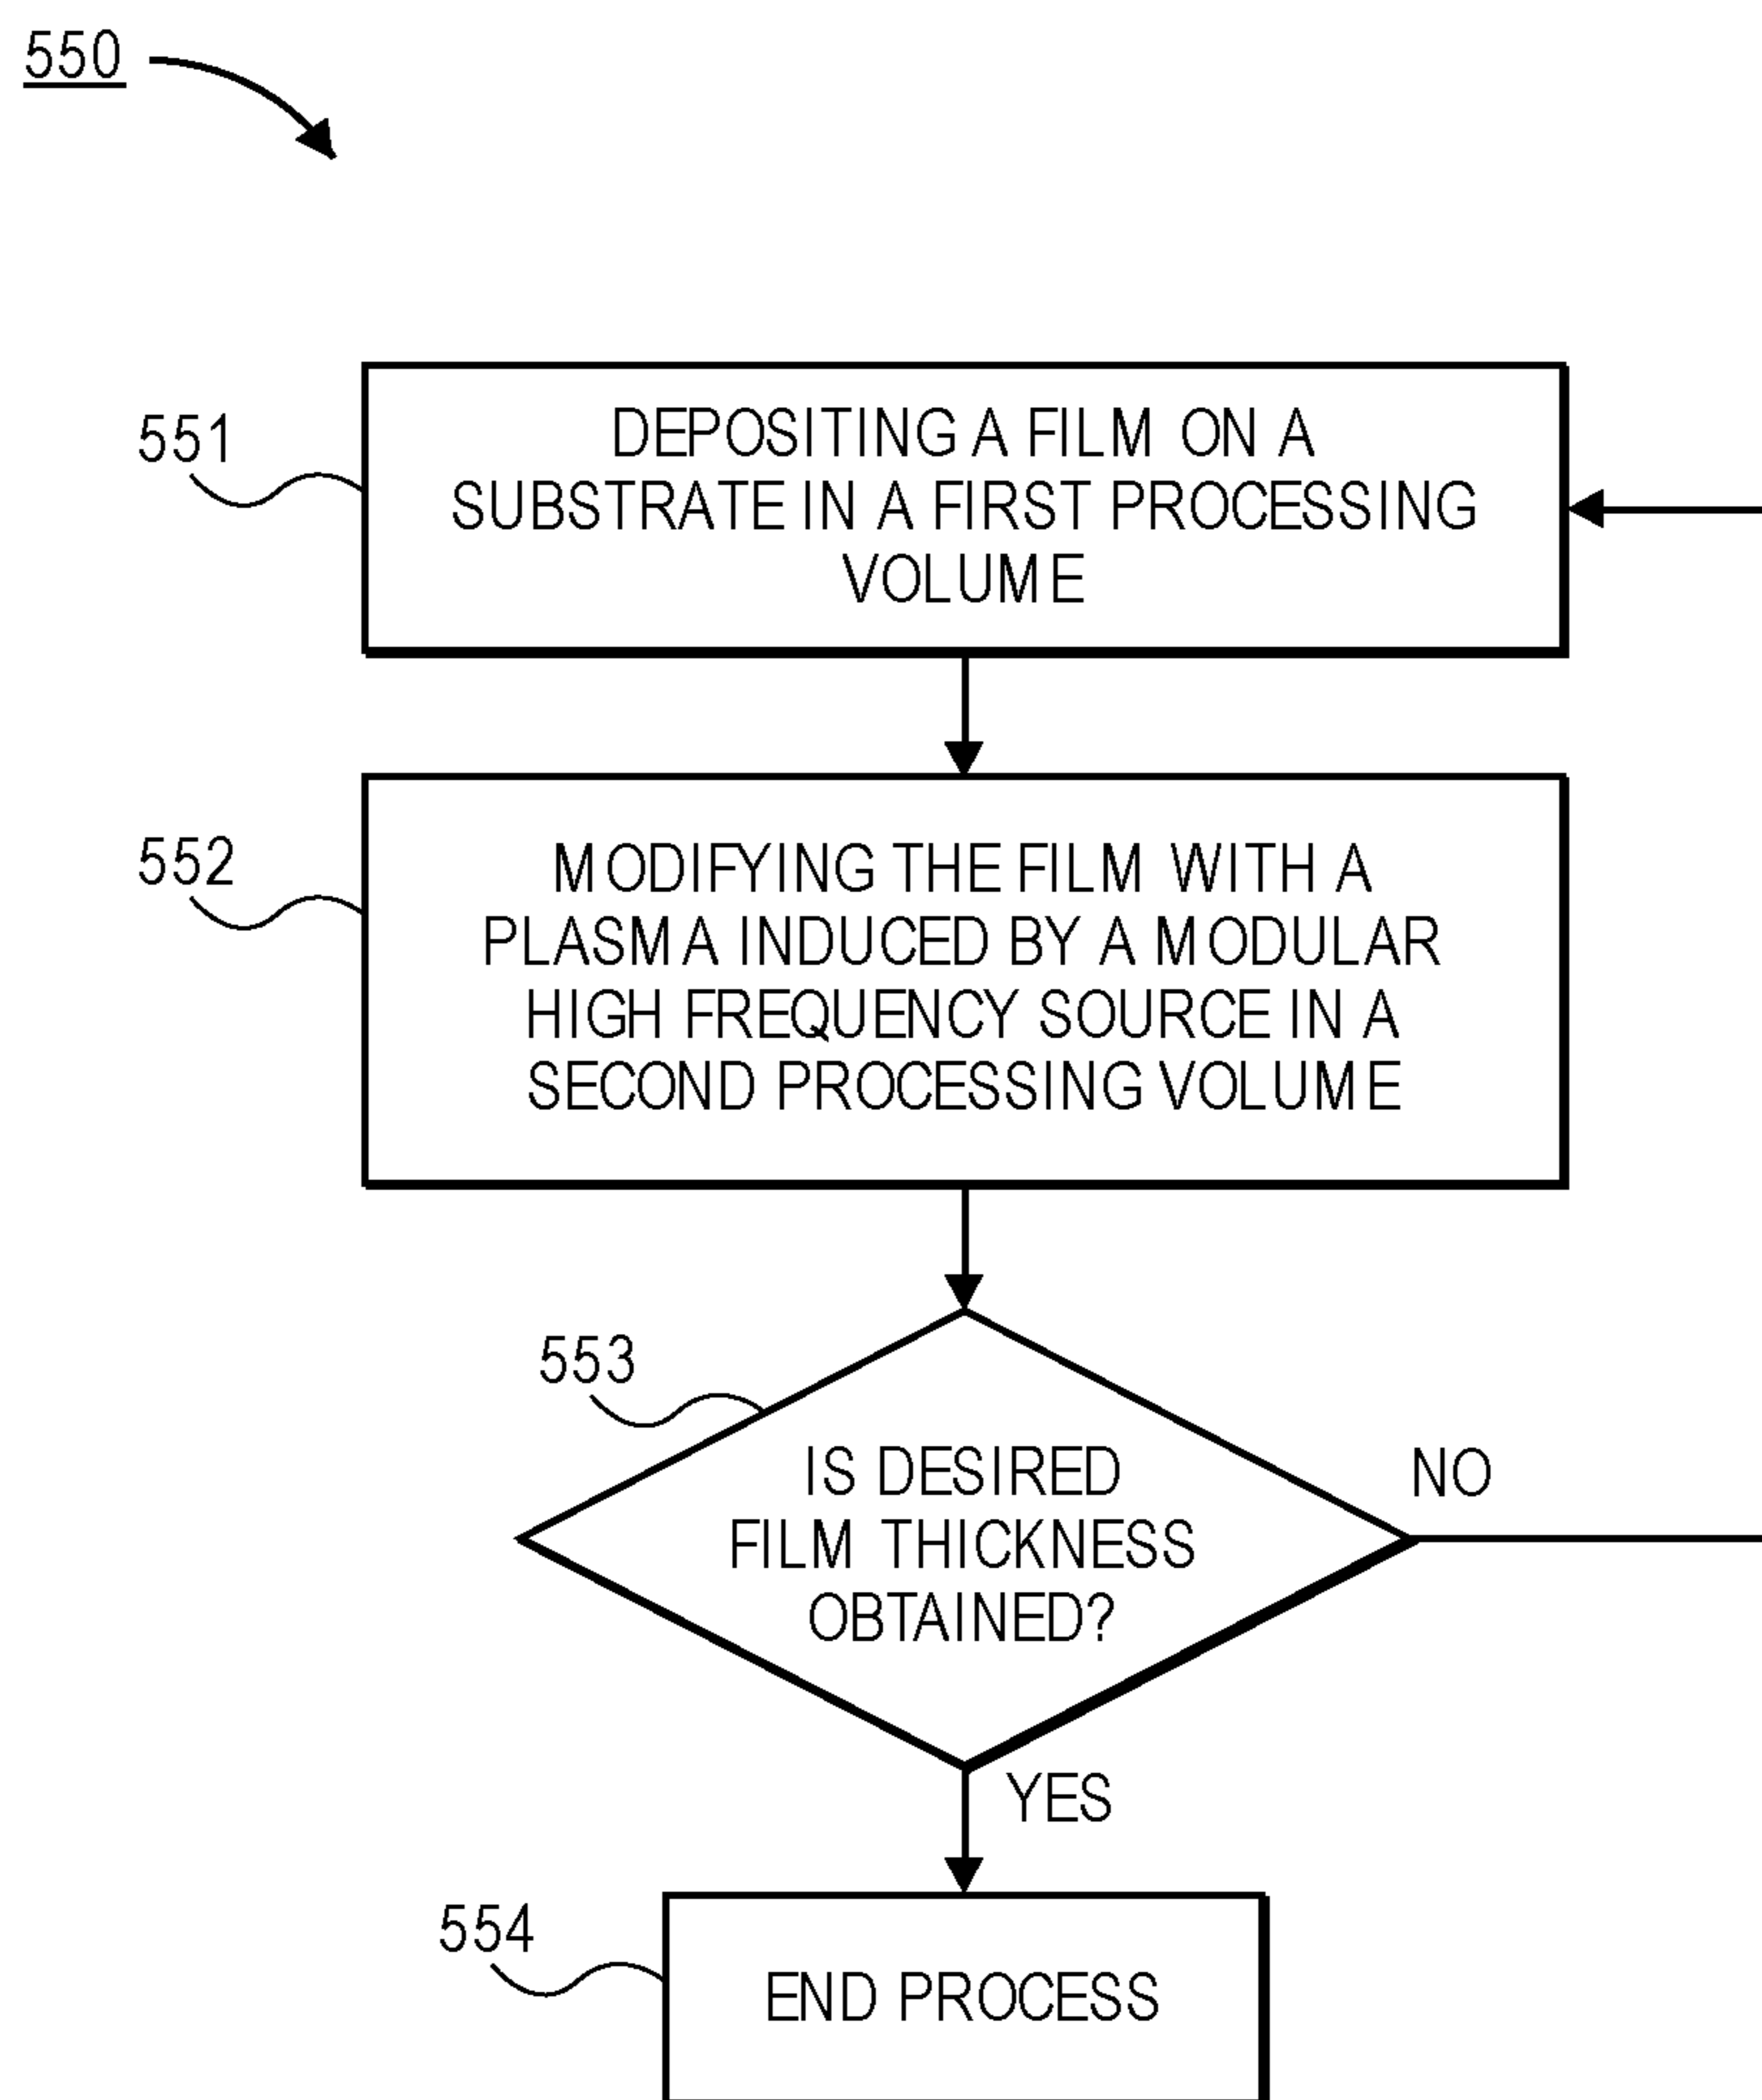 550
551
DEPOSITING A FILM ON A
SUBSTRATE IN A FIRST PROCESSING
VOLUME
552
MODIFYING THE FILM WITH A
PLASMA INDUCED BY A MODULAR
HIGH FREQUENCY SOURCE IN A
SECOND PROCESSING VOLUME
553
IS DESIRED
FILM THICKNESS
OBTAINED?
NO
YES
554
END PROCESS